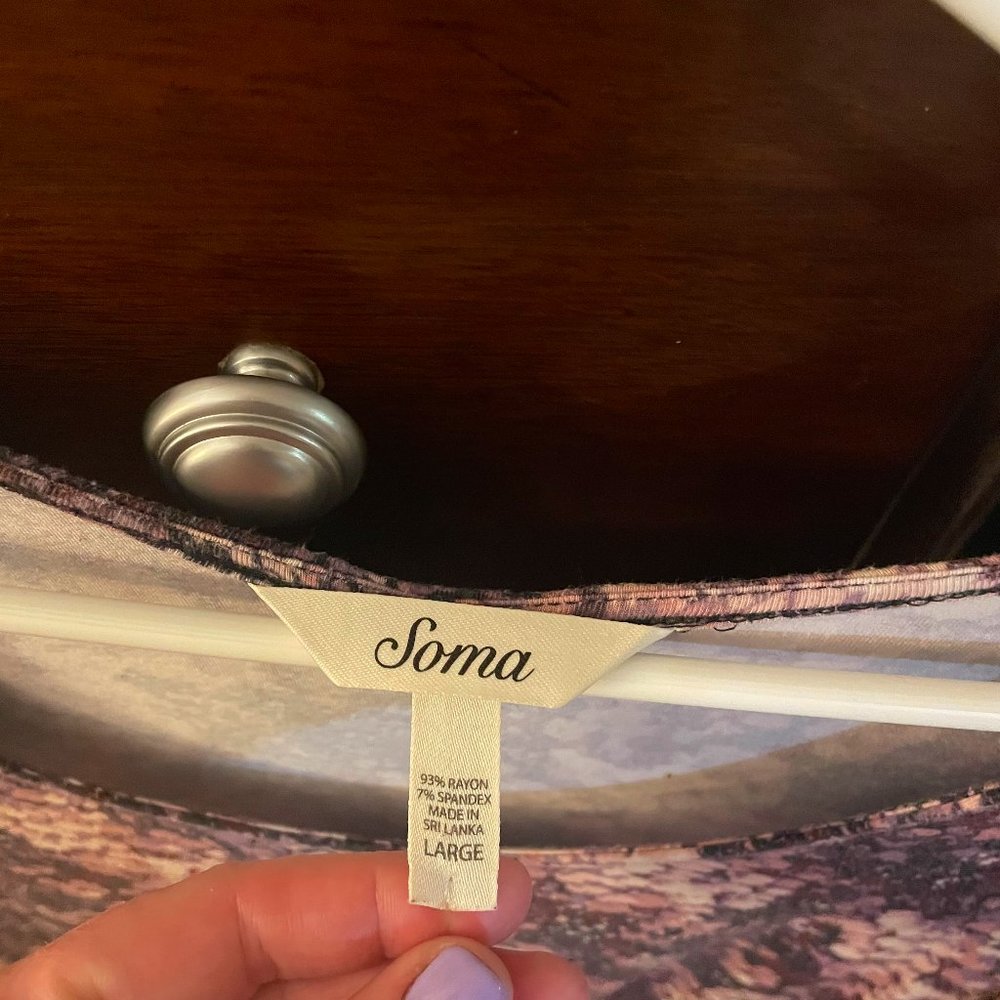 Soma
93% RAYON
7% SPANDEX
MADE IN
SRI LANKA
LARGE